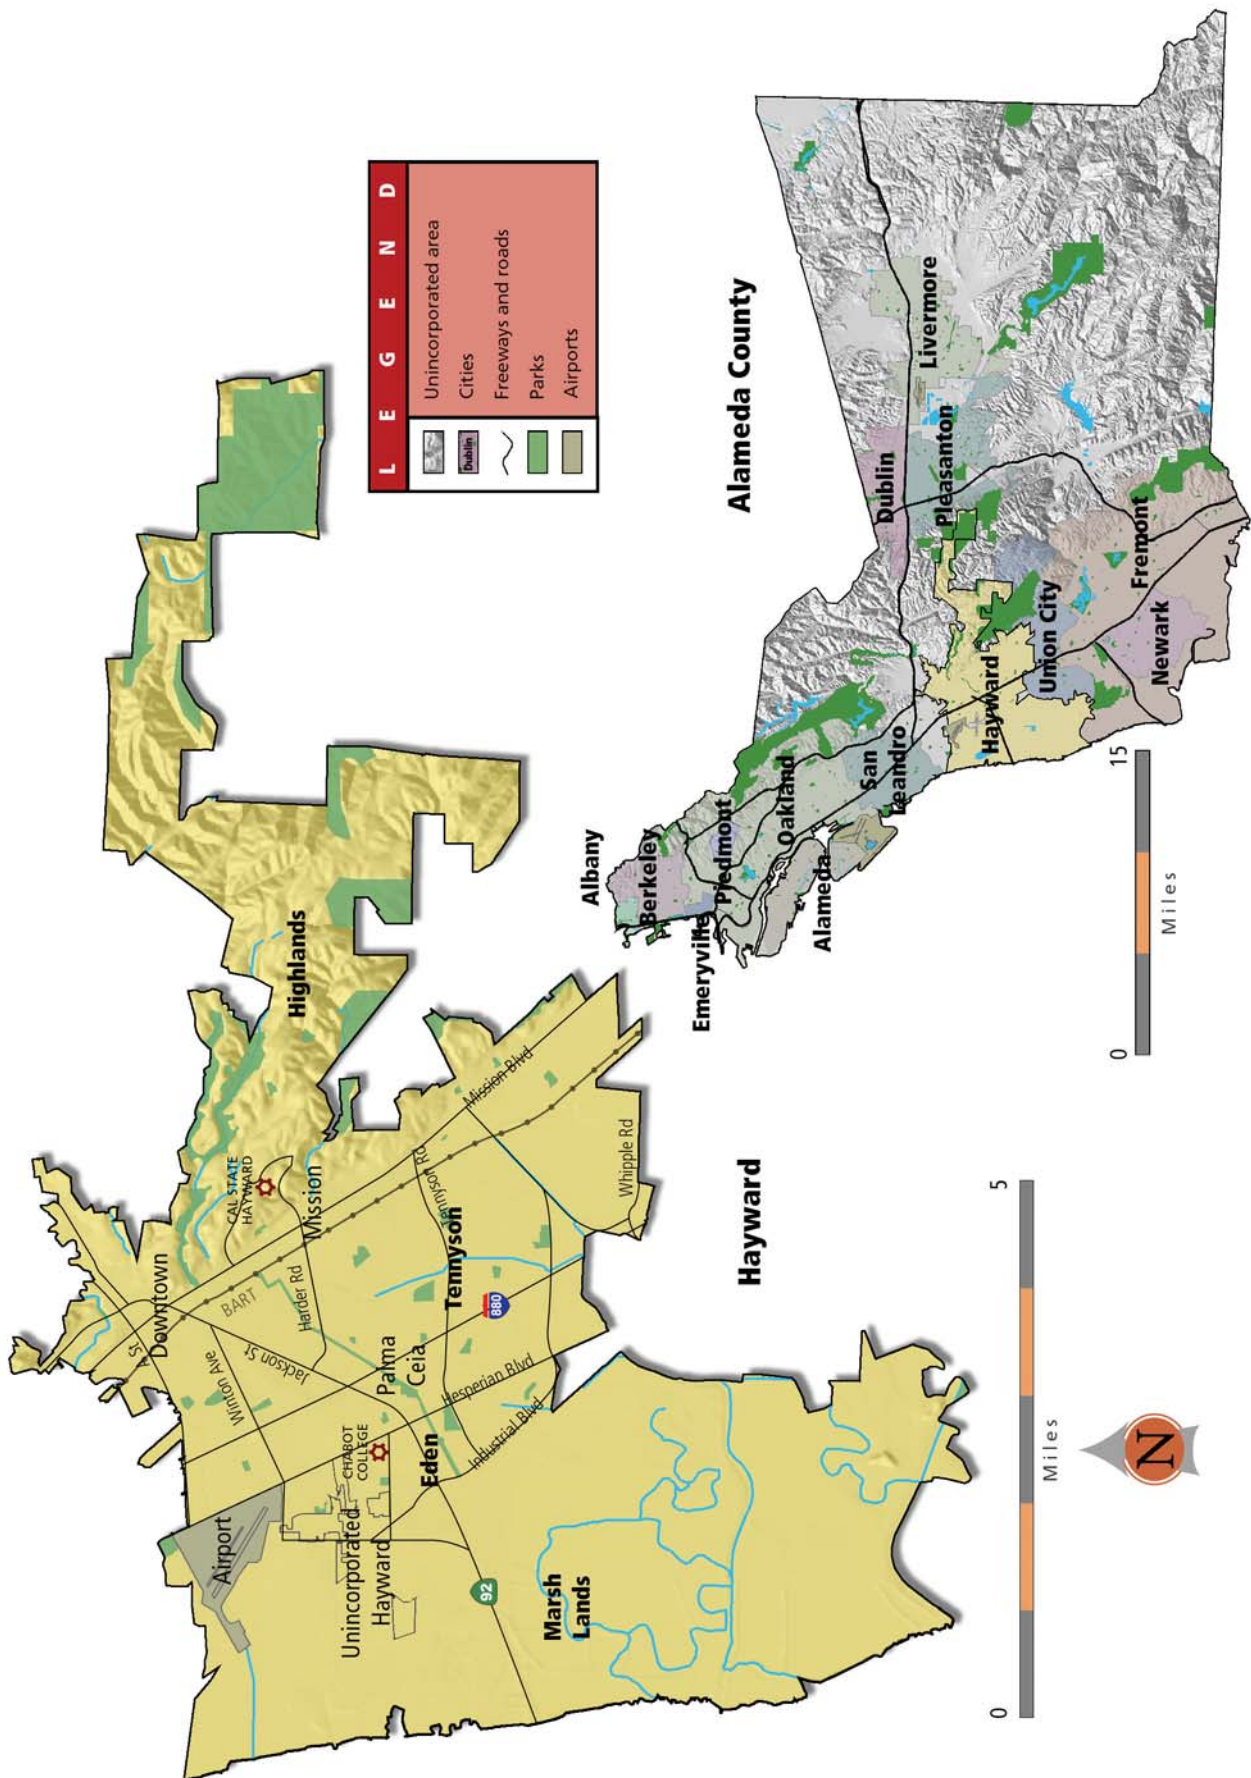 A St
Downtown
Winton Ave
Jackson St
BART
Harder Rd
CAL STATE
HAYWARD
Mission
Highlands
Airport
Unincorporated
Hayward
CHABOT
COLLEGE
Eden
Palma
Ceia
Hesperian Blvd
Industrial Blvd
Tennyson Rd
Tennyson
880
92
Mission Blvd
Whipple Rd
Marsh
Lands
Hayward
0
5
Miles
N
LEGEND
Unincorporated area
Dublin
Cities
Freeways and roads
Parks
Airports
Alameda County
Albany
Berkeley
Emeryville
Piedmont
Oakland
Alameda
San
Leandro
Hayward
Union City
Newark
Fremont
Dublin
Pleasanton
Livermore
0
15
Miles